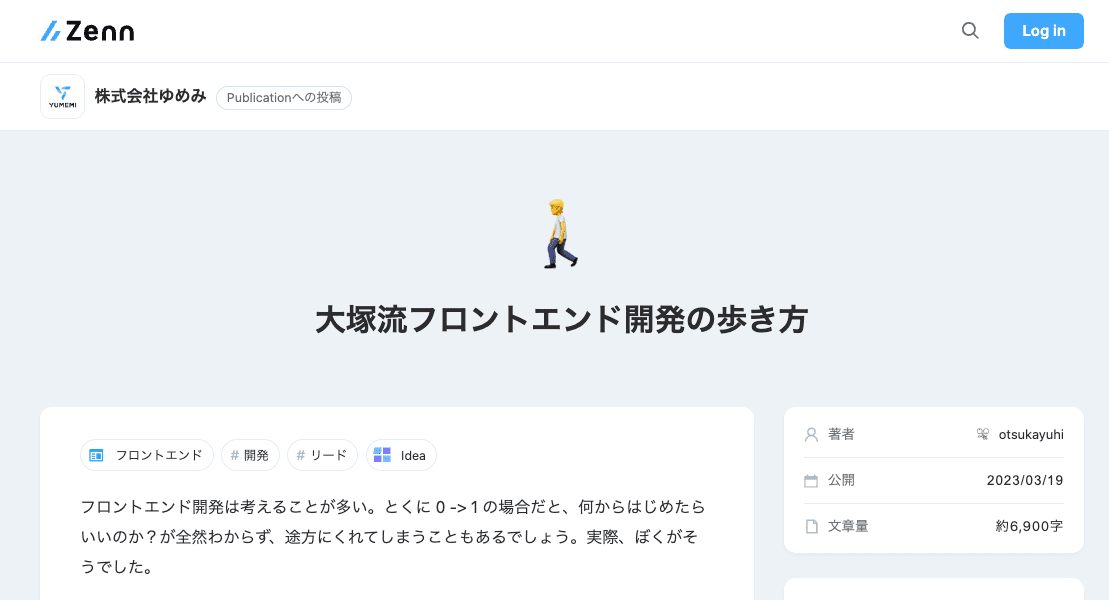 Zenn
Log in
YUMEMI
株式会社ゆめみ
Publicationへの投稿
大塚流フロントエンド開発の歩き方
フロントエンド
# 開発
# リード
Idea
フロントエンド開発は考えることが多い。とくに 0 -> 1 の場合だと、何からはじめたら
いいのか？が全然わからず、途方にくれてしまうこともあるでしょう。実際、ぼくがそ
うでした。
著者
otsukayuhi
公開
2023/03/19
文章量
約6,900字